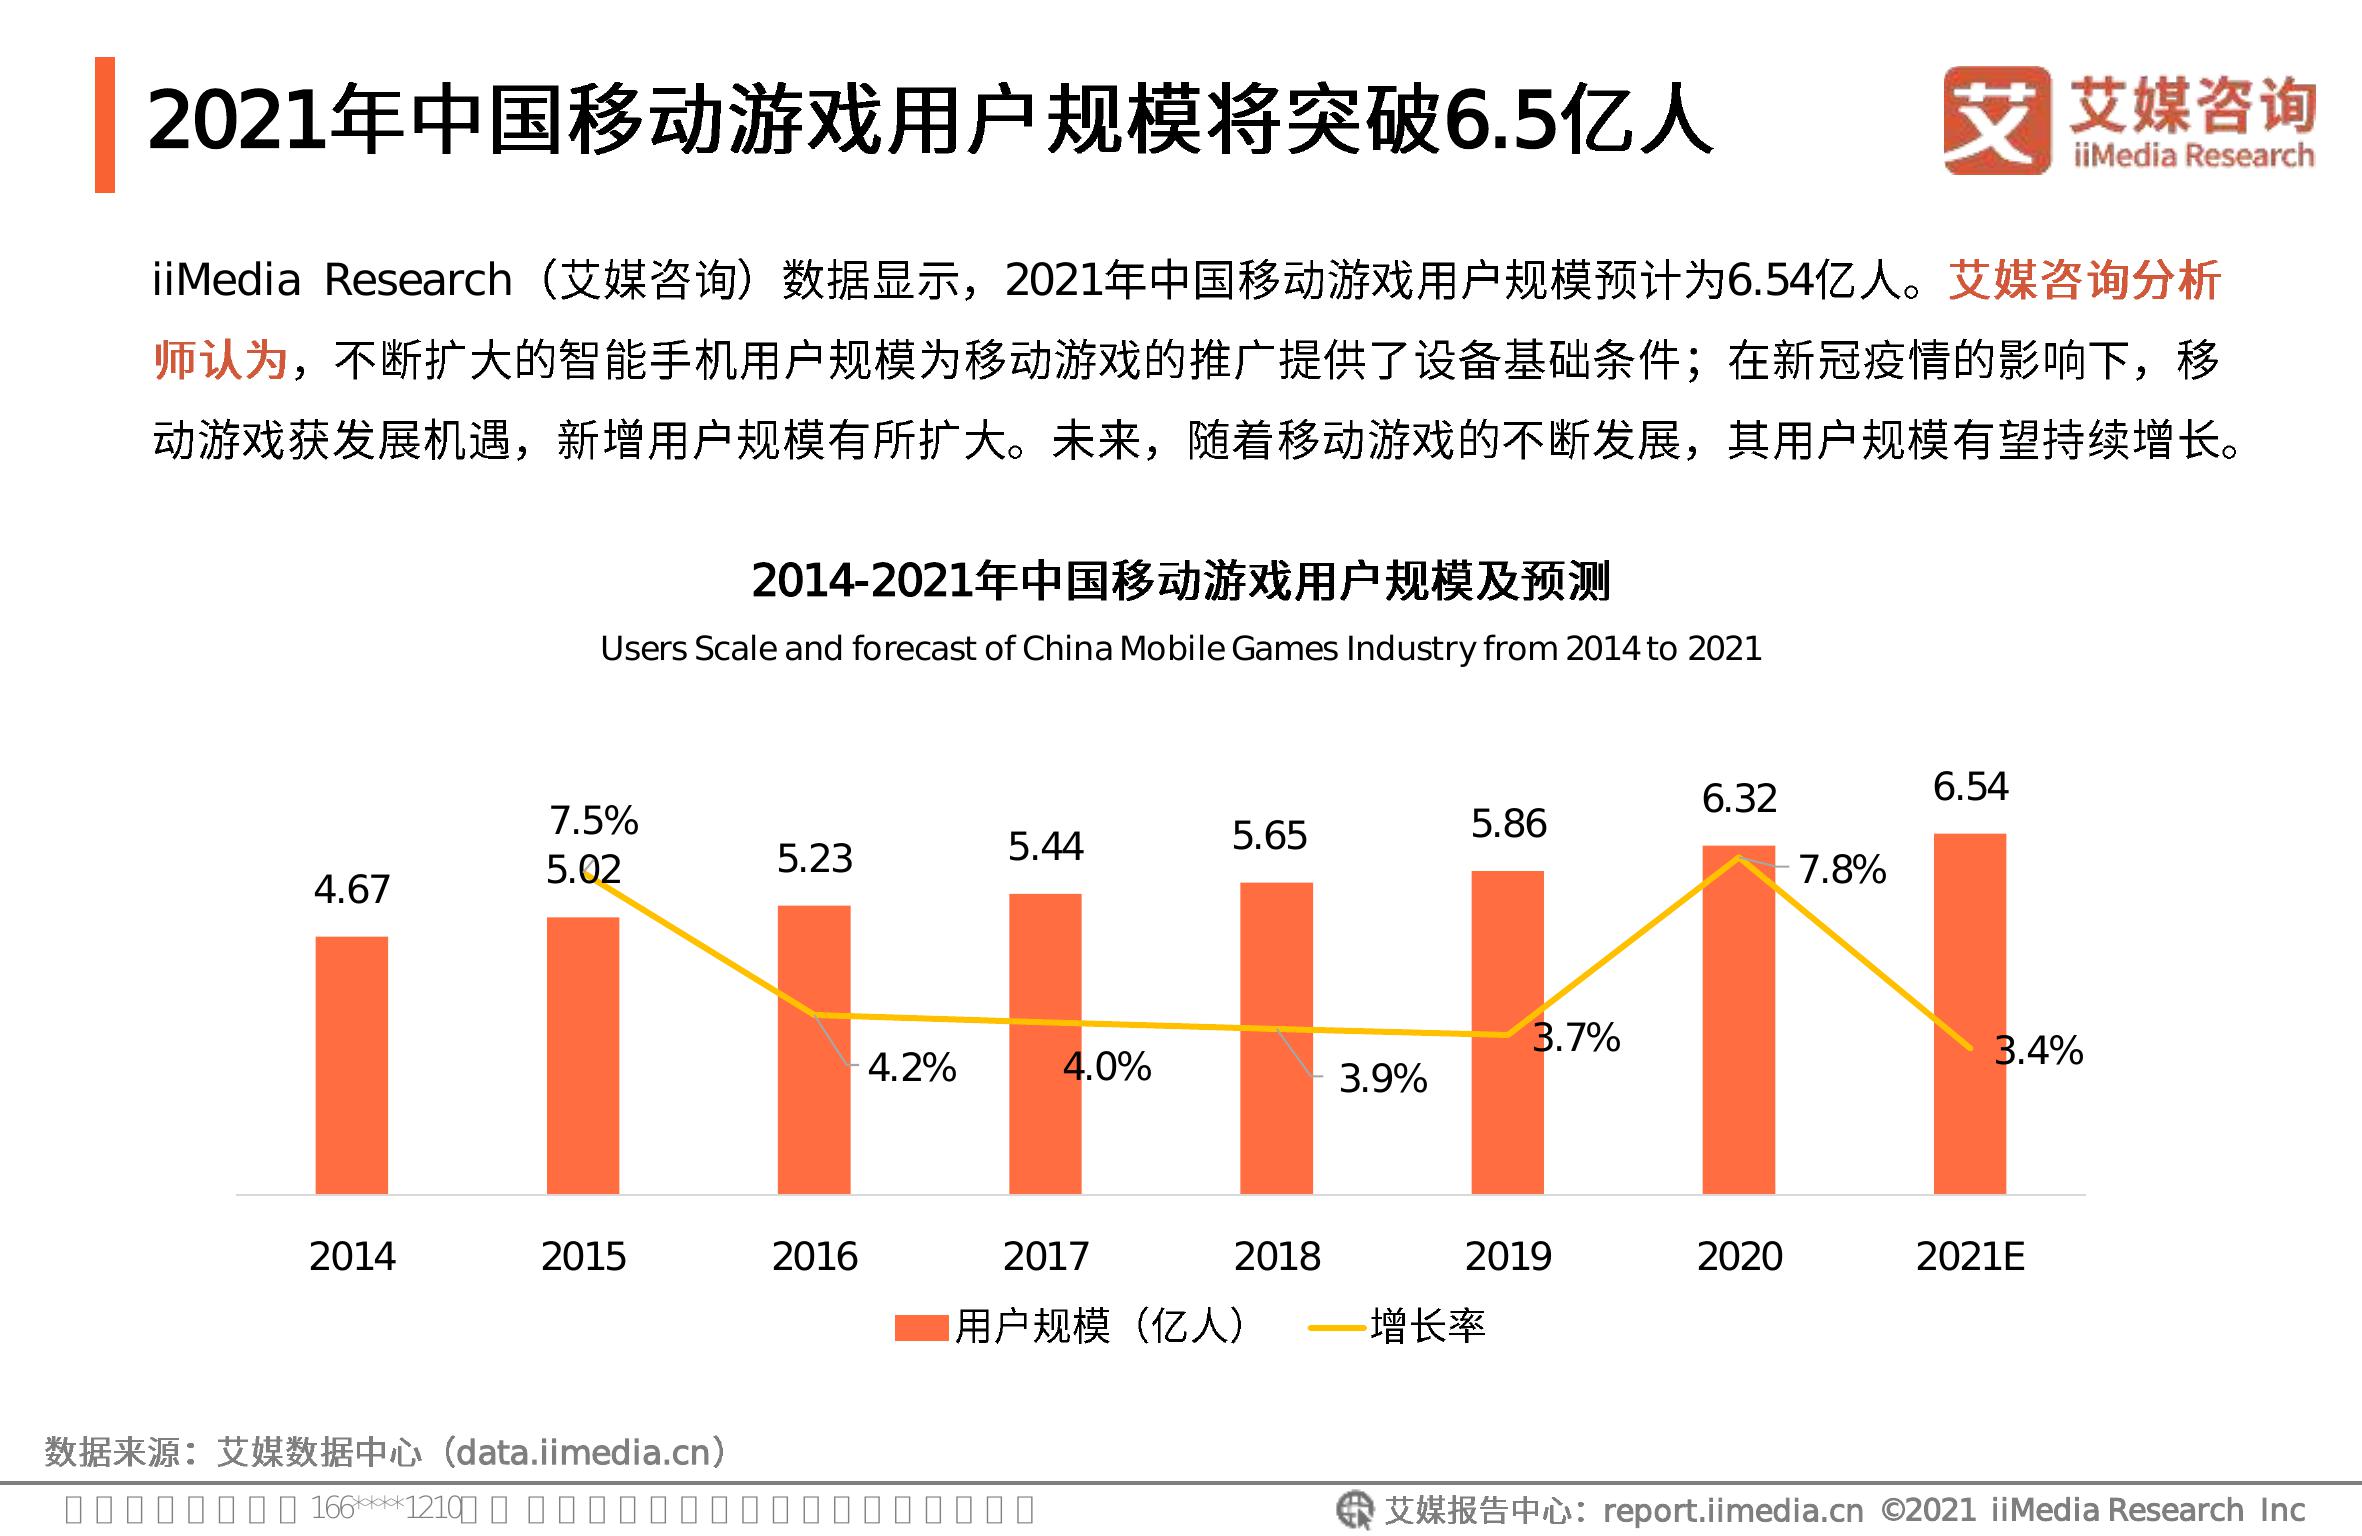 2021年中国移动游戏用户规模将突破6.5亿人
艾
艾媒咨询
iiMedia Research
iiMedia Research（艾媒咨询）数据显示，2021年中国移动游戏用户规模预计为6.54亿人。艾媒咨询分析
师认为，不断扩大的智能手机用户规模为移动游戏的推广提供了设备基础条件；在新冠疫情的影响下，移
动游戏获发展机遇，新增用户规模有所扩大。未来，随着移动游戏的不断发展，其用户规模有望持续增长。
2014-2021年中国移动游戏用户规模及预测
Users Scale and forecast of China Mobile Games Industry from 2014 to 2021
4.67
7.5%
5.02
5.23
5.44
5.65
5.86
6.32
6.54
4.2%
4.0%
3.9%
3.7%
7.8%
3.4%
2014 2015 2016 2017 2018 2019 2020 2021E
用户规模（亿人） 增长率
数据来源：艾媒数据中心（data.iimedia.cn）
166****1210
艾媒报告中心：report.iimedia.cn ©2021 iiMedia Research Inc